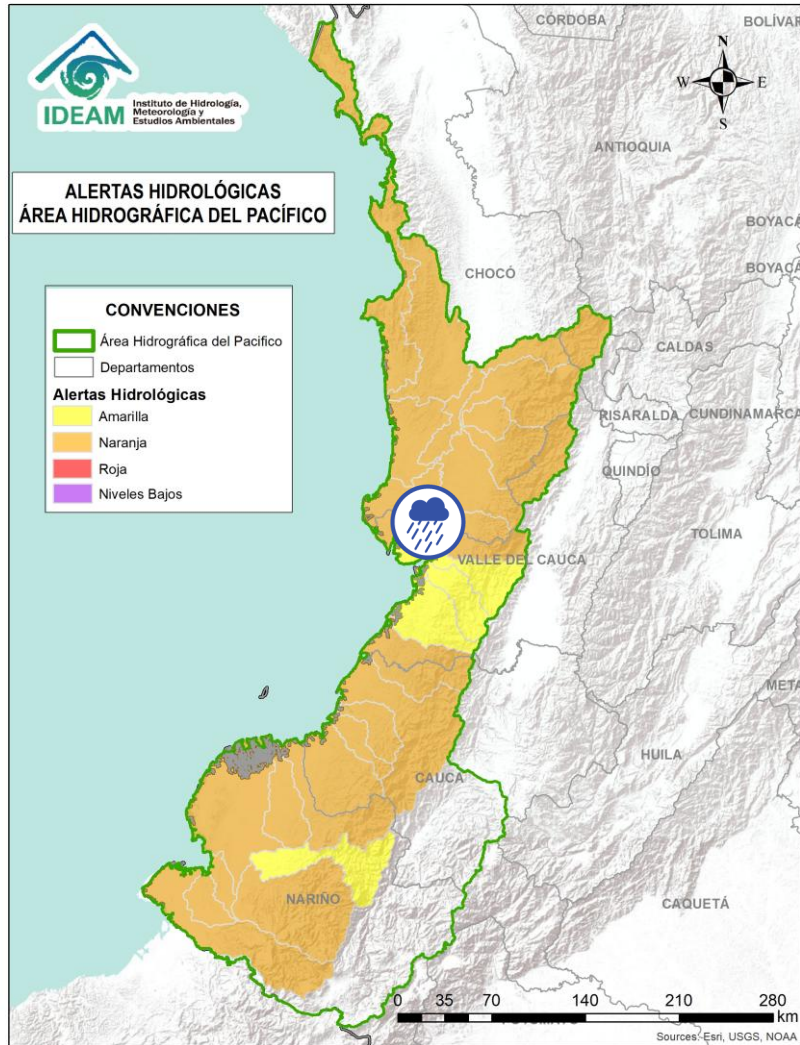 CÓRDOBA
BOLÍVAR
IDEAM
Instituto de Hidrología,
Meteorología y
Estudios Ambientales
N
W E
S
ANTIOQUIA
ALERTAS HIDROLÓGICAS
ÁREA HIDROGRÁFICA DEL PACÍFICO
BOYACÁ
BOYACÁ
CHOCÓ
CONVENCIONES
Área Hidrográfica del Pacifico
Departamentos
Alertas Hidrológicas
Amarilla
Naranja
Roja
Niveles Bajos
CALDAS
RISARALDA
CUNDINAMARCA
QUINDÍO
TOLIMA
VALLE DEL CAUCA
META
HUILA
CAUCA
NARIÑO
CAQUETÁ
0 35 70 140 210 280
km
Sources: Esri, USGS, NOAA